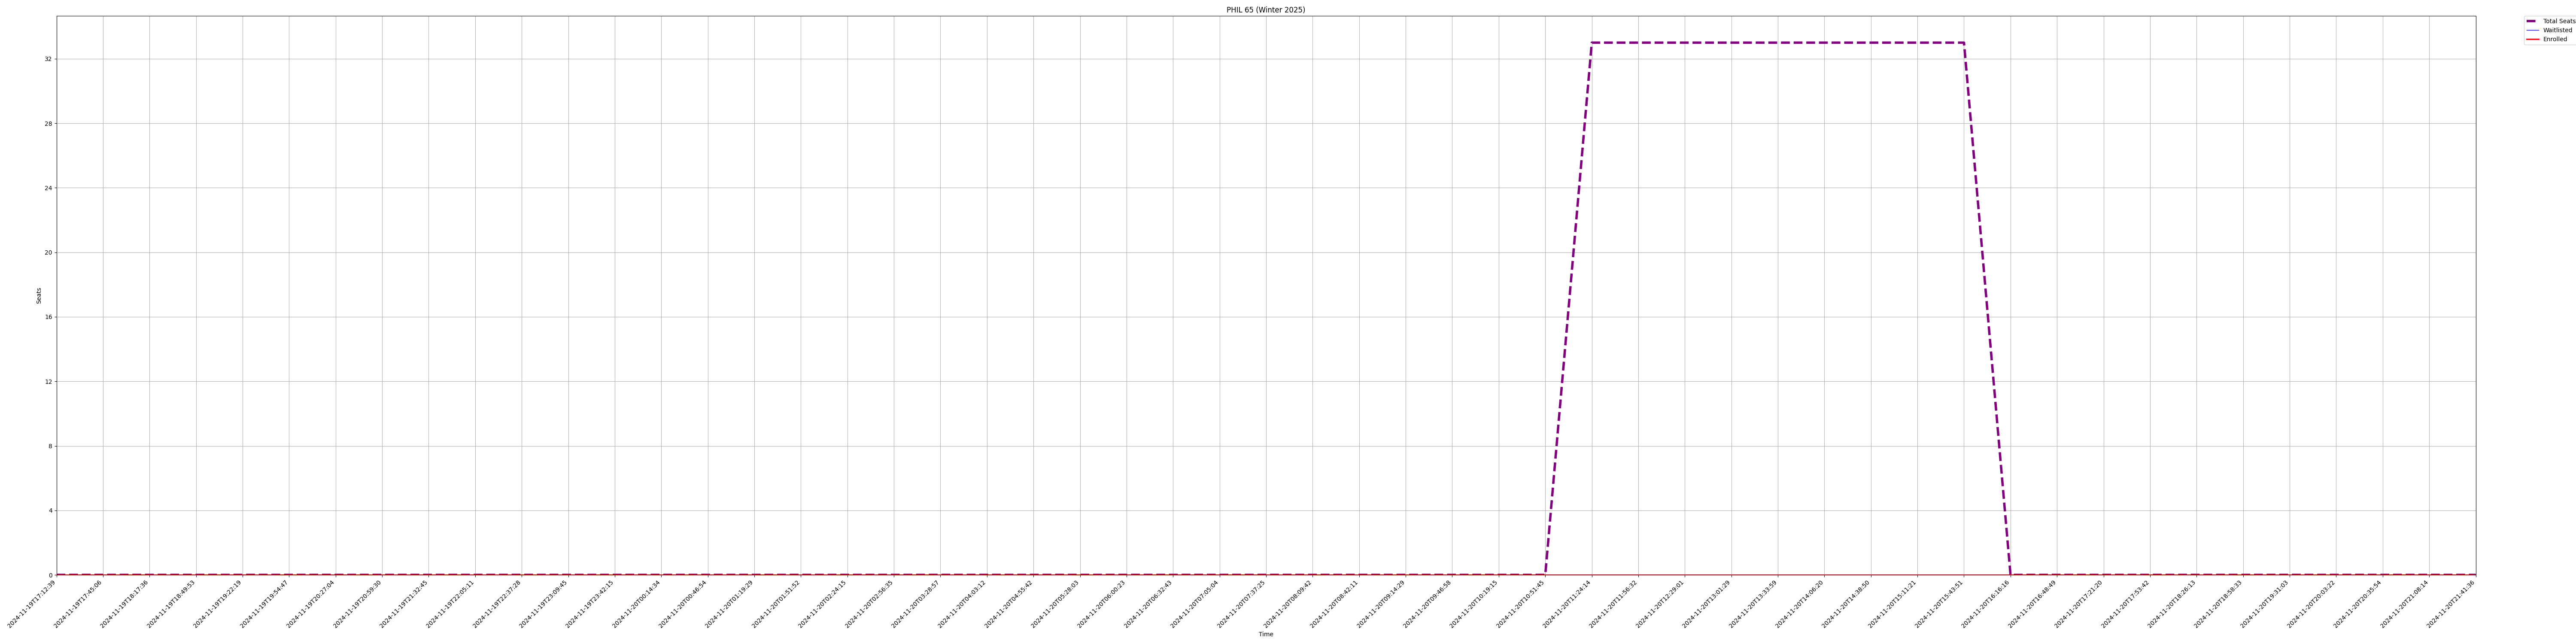 PHIL 65 (Winter 2025)
Total Seats
Waitlisted
Enrolled
Seats
32
28
24
20
16
12
8
4
0
2024-11-19T17:12:39
2024-11-19T17:45:06
2024-11-19T18:17:36
2024-11-19T18:49:53
2024-11-19T19:22:19
2024-11-19T19:54:47
2024-11-19T20:27:04
2024-11-19T20:59:30
2024-11-19T21:32:45
2024-11-19T22:05:11
2024-11-19T22:37:28
2024-11-19T23:09:45
2024-11-19T23:42:15
2024-11-20T00:14:34
2024-11-20T00:46:54
2024-11-20T01:19:29
2024-11-20T01:51:52
2024-11-20T02:24:15
2024-11-20T02:56:35
2024-11-20T03:28:57
2024-11-20T04:03:12
2024-11-20T04:55:42
2024-11-20T05:28:03
2024-11-20T06:00:23
2024-11-20T06:32:43
2024-11-20T07:05:04
2024-11-20T07:37:25
2024-11-20T08:09:42
2024-11-20T08:42:11
2024-11-20T09:14:29
2024-11-20T09:46:58
2024-11-20T10:19:15
2024-11-20T10:51:45
2024-11-20T11:24:14
2024-11-20T11:56:32
2024-11-20T12:29:01
2024-11-20T13:01:29
2024-11-20T13:33:59
2024-11-20T14:06:20
2024-11-20T14:38:50
2024-11-20T15:11:21
2024-11-20T15:43:51
2024-11-20T16:16:16
2024-11-20T16:48:49
2024-11-20T17:21:20
2024-11-20T17:53:42
2024-11-20T18:26:13
2024-11-20T18:58:33
2024-11-20T19:31:03
2024-11-20T20:03:22
2024-11-20T20:35:54
2024-11-20T21:08:14
2024-11-20T21:41:36
Time